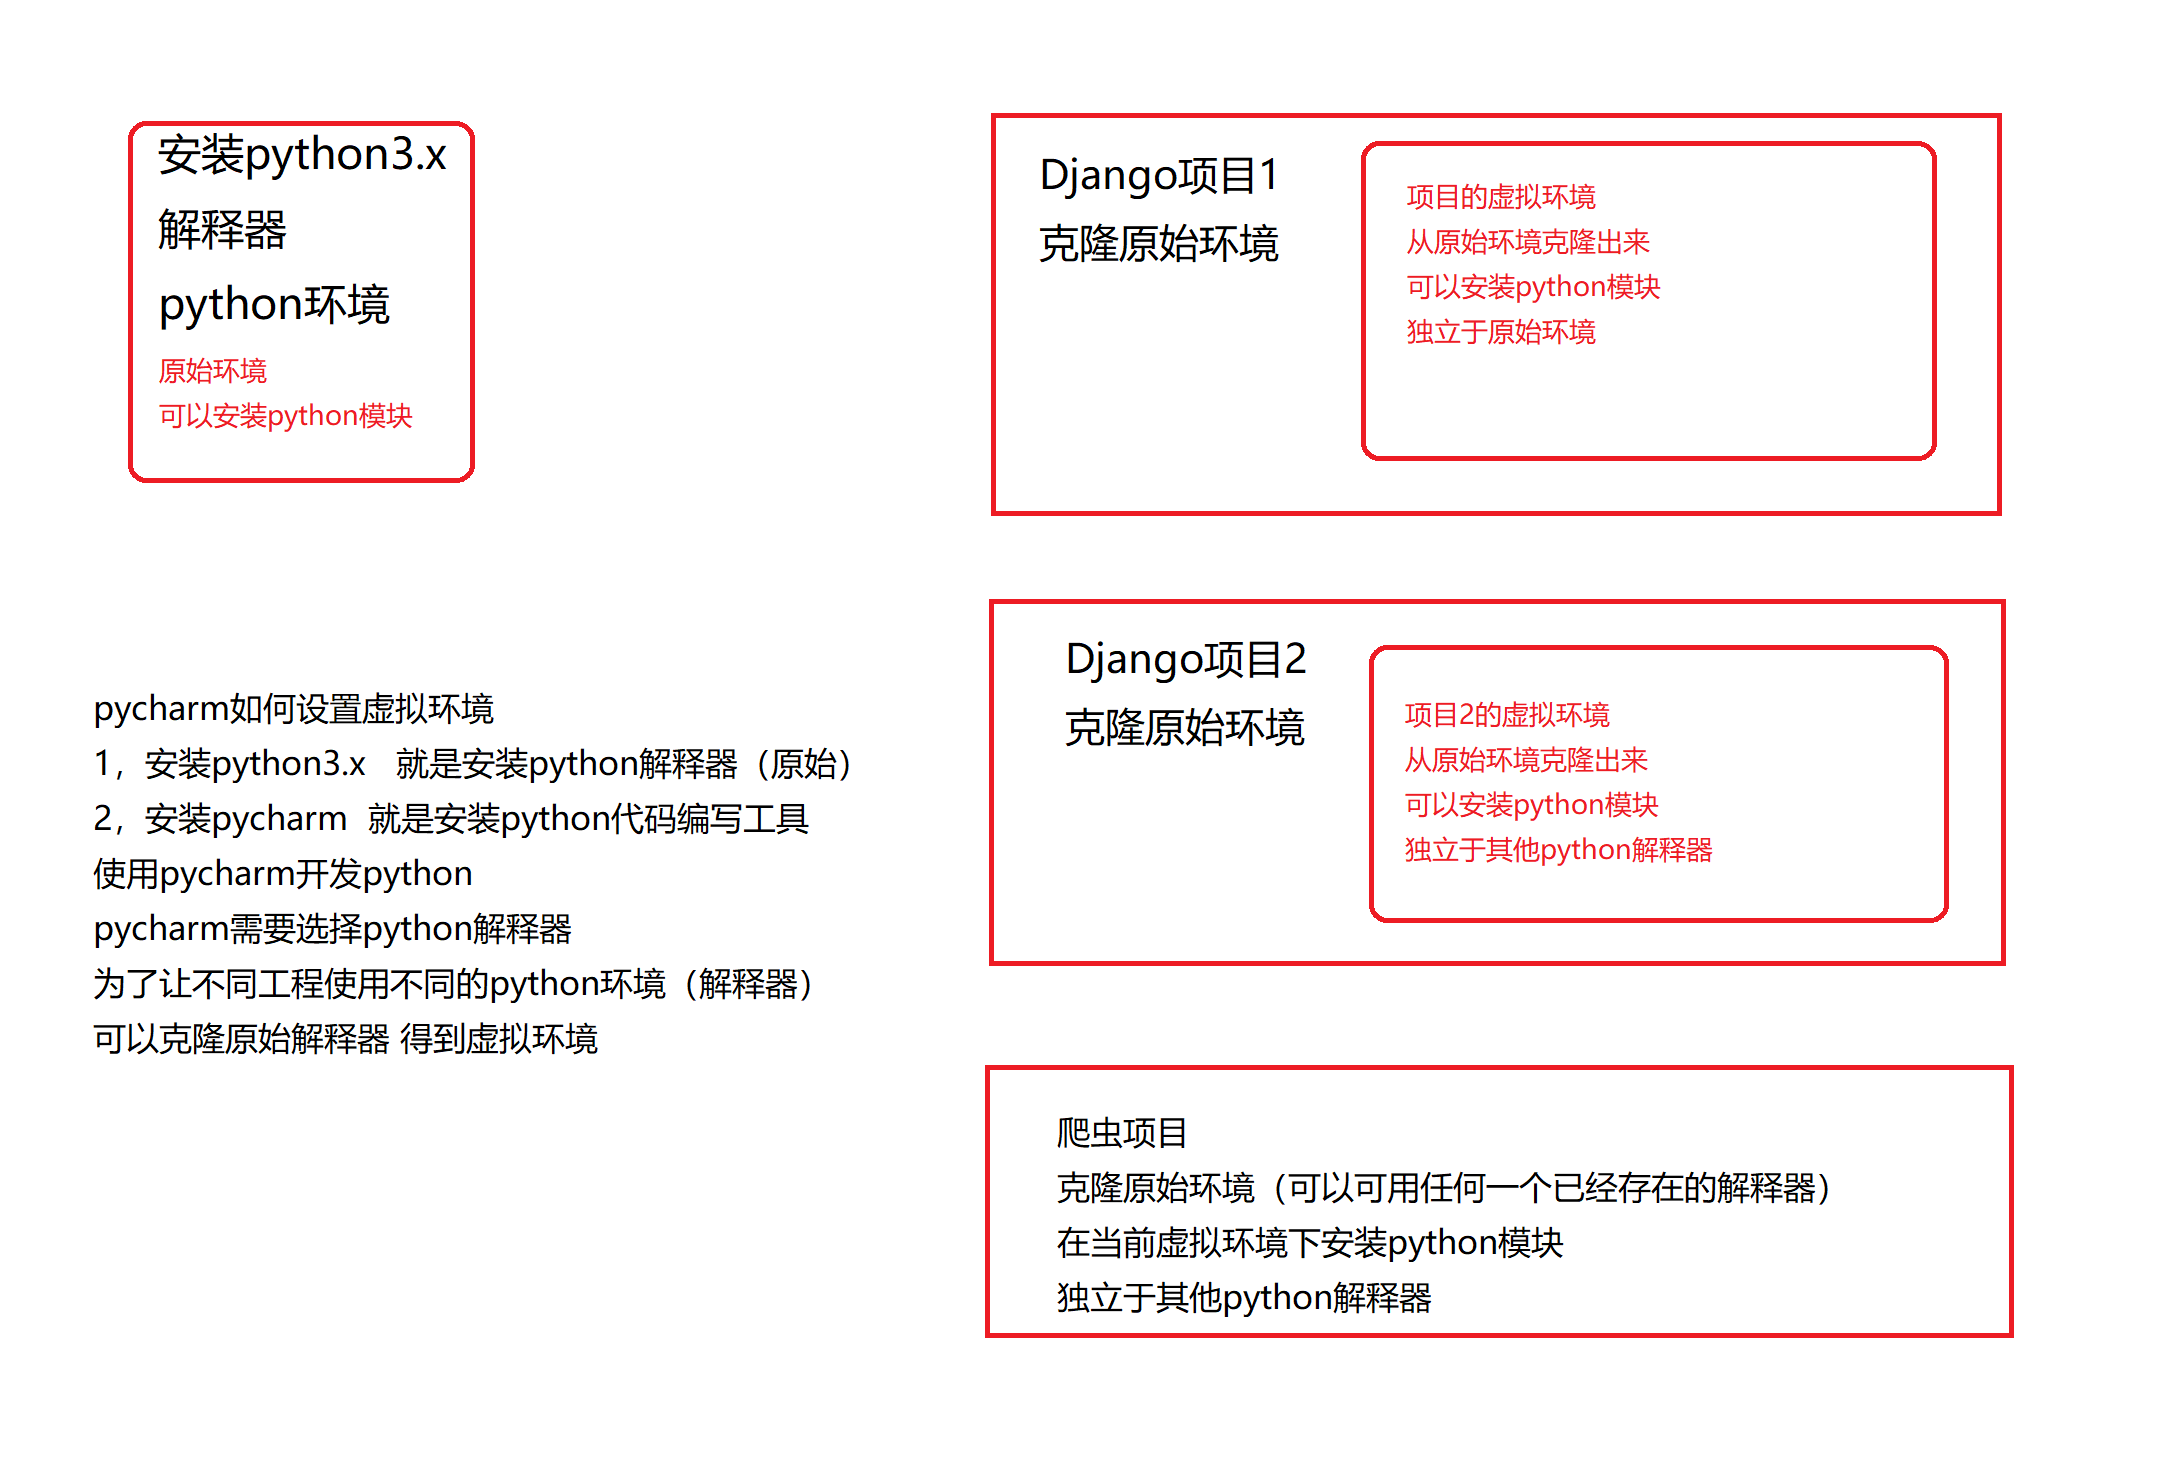 安装python3.x
解释器
python环境
原始环境
可以安装python模块
Django项目1
克隆原始环境
项目的虚拟环境
从原始环境克隆出来
可以安装python模块
独立于原始环境
Django项目2
克隆原始环境
项目2的虚拟环境
从原始环境克隆出来
可以安装python模块
独立于其他python解释器
pycharm如何设置虚拟环境
1，安装python3.x 就是安装python解释器（原始）
2，安装pycharm 就是安装python代码编写工具
使用pycharm开发python
pycharm需要选择python解释器
为了让不同工程使用不同的python环境（解释器）
可以克隆原始解释器 得到虚拟环境
爬虫项目
克隆原始环境（可以可用任何一个已经存在的解释器）
在当前虚拟环境下安装python模块
独立于其他python解释器